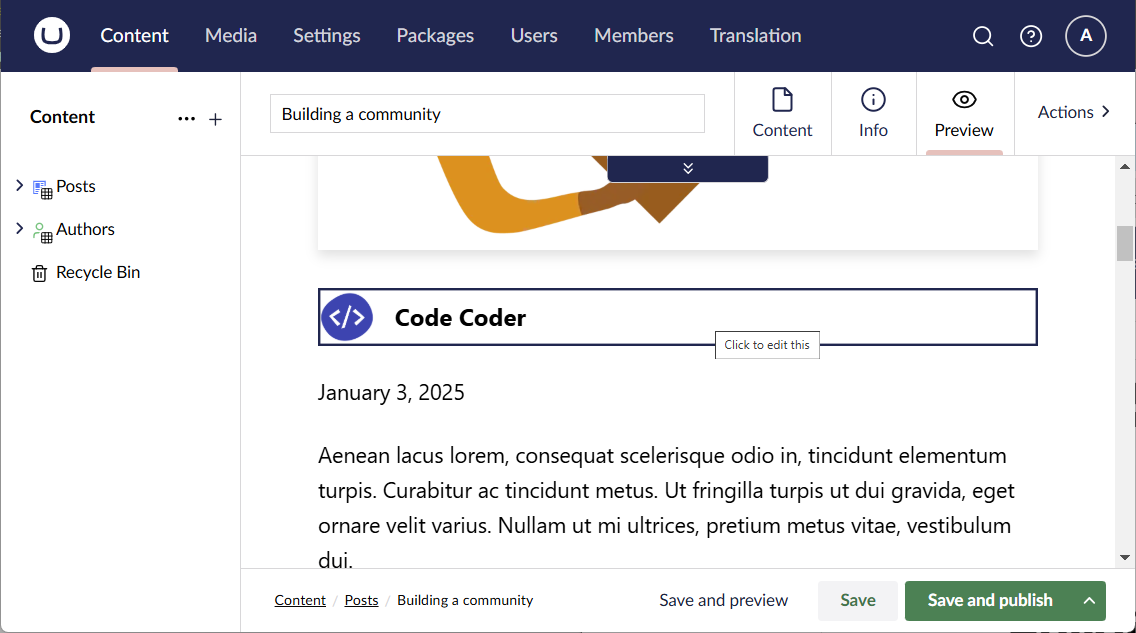 Content Media Settings Packages Users Members Translation A
Content
Building a community
Content Info Preview Actions
Posts
Authors
Recycle Bin
</> Code Coder
Click to edit this
January 3, 2025
Aenean lacus lorem, consequat scelerisque odio in, tincidunt elementum
turpis. Curabitur ac tincidunt metus. Ut fringilla turpis ut dui gravida, eget
ornare velit varius. Nullam ut mi ultrices, pretium metus vitae, vestibulum
dui.
Content / Posts / Building a community
Save and preview Save Save and publish